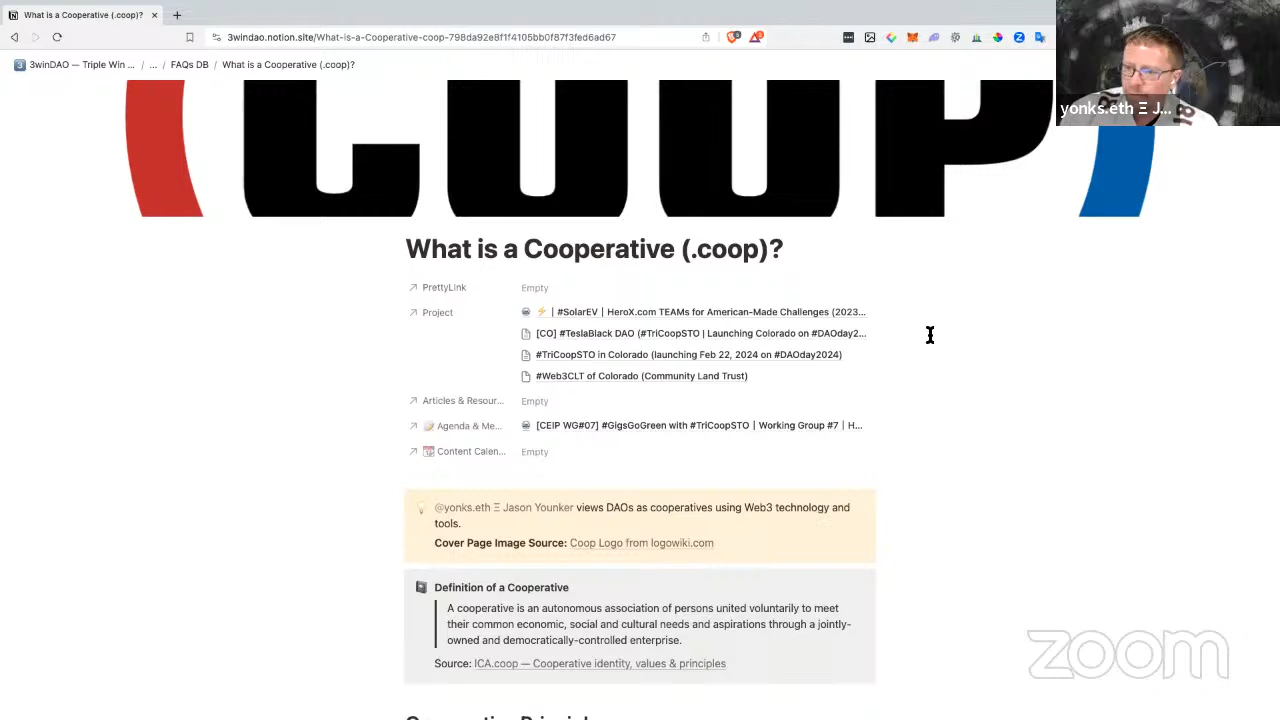 What is a Cooperative (.coop)?
3windao.notion.site/What-is-a-Cooperative-coop-798da92e8f1f4105bb0f87f3fed6ad67
3winDAO — Triple Win ... / ... / FAQs DB / What is a Cooperative (.coop)?
yonks.eth Ξ J...
(COOP)
What is a Cooperative (.coop)?
PrettyLink Empty
Project ⚡ | #SolarEV | HeroX.com TEAMs for American-Made Challenges (2023...
[CO] #TeslaBlack DAO (#TriCoopSTO | Launching Colorado on #DAOday2...
#TriCoopSTO in Colorado (launching Feb 22, 2024 on #DAOday2024)
#Web3CLT of Colorado (Community Land Trust)
Articles & Resour... Empty
📝 Agenda & Me... [CEIP WG#07] #GigsGoGreen with #TriCoopSTO | Working Group #7 | H...
📆 Content Calen... Empty
@yonks.eth Ξ Jason Younker views DAOs as cooperatives using Web3 technology and
tools.
Cover Page Image Source: Coop Logo from logowiki.com
Definition of a Cooperative
A cooperative is an autonomous association of persons united voluntarily to meet
their common economic, social and cultural needs and aspirations through a jointly-
owned and democratically-controlled enterprise.
Source: ICA.coop — Cooperative identity, values & principles
zoom